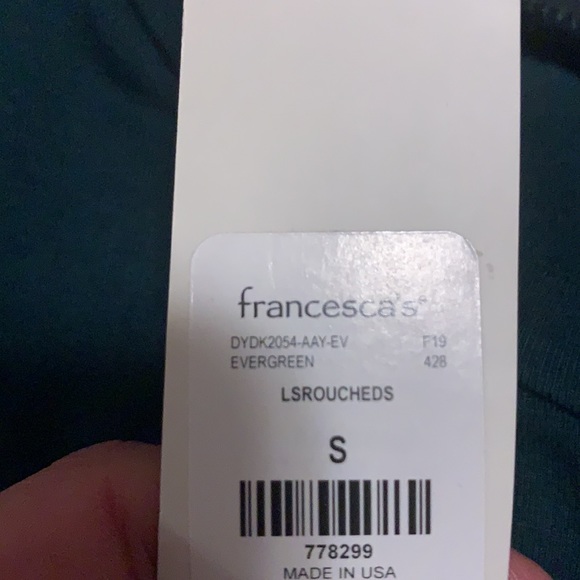 francesca's®
DYDK2054-AAY-EV F19
EVERGREEN 428
LSROUCHEDS
S
778299
MADE IN USA